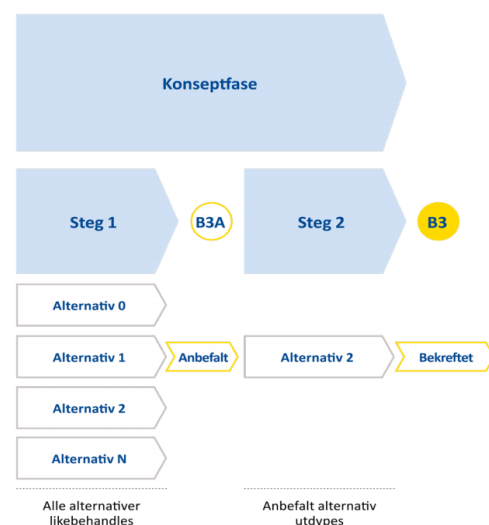 Konseptfase
Steg 1
B3A
Steg 2
B3
Alternativ 0
Alternativ 1
Anbefalt
Alternativ 2
Bekreftet
Alternativ 2
Alternativ N
Alle alternativer
likebehandles
Anbefalt alternativ
utdypes